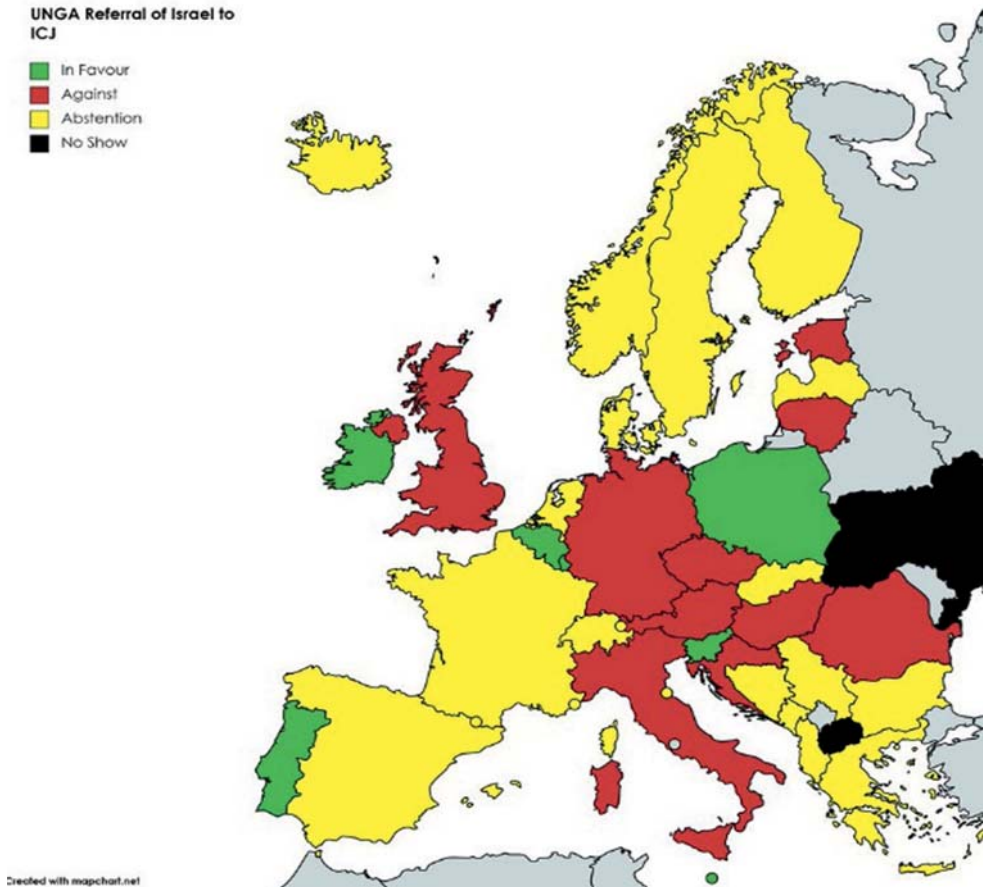 UNGA Referral of Israel to
ICJ
In Favour
Against
Abstention
No Show
Created with mapchart.net